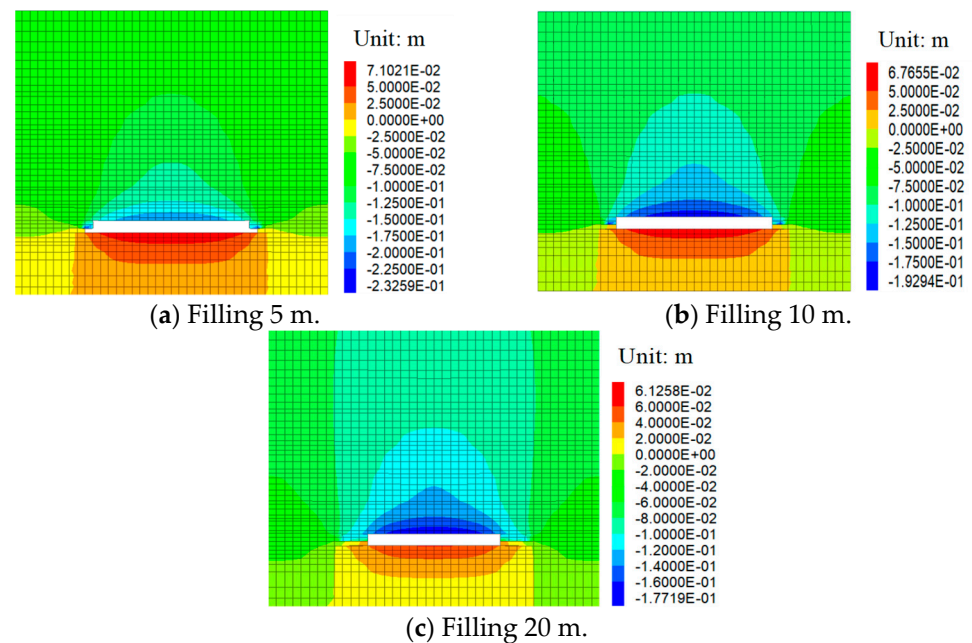 Unit: m
7.1021E-02
5.0000E-02
2.5000E-02
0.0000E+00
-2.5000E-02
-5.0000E-02
-7.5000E-02
-1.0000E-01
-1.2500E-01
-1.5000E-01
-1.7500E-01
-2.0000E-01
-2.2500E-01
-2.3259E-01
(a) Filling 5 m.
Unit: m
6.7655E-02
5.0000E-02
2.5000E-02
0.0000E+00
-2.5000E-02
-5.0000E-02
-7.5000E-02
-1.0000E-01
-1.2500E-01
-1.5000E-01
-1.7500E-01
-1.9294E-01
(b) Filling 10 m.
Unit: m
6.1258E-02
6.0000E-02
4.0000E-02
2.0000E-02
0.0000E+00
-2.0000E-02
-4.0000E-02
-6.0000E-02
-8.0000E-02
-1.0000E-01
-1.2000E-01
-1.4000E-01
-1.6000E-01
-1.7719E-01
(c) Filling 20 m.